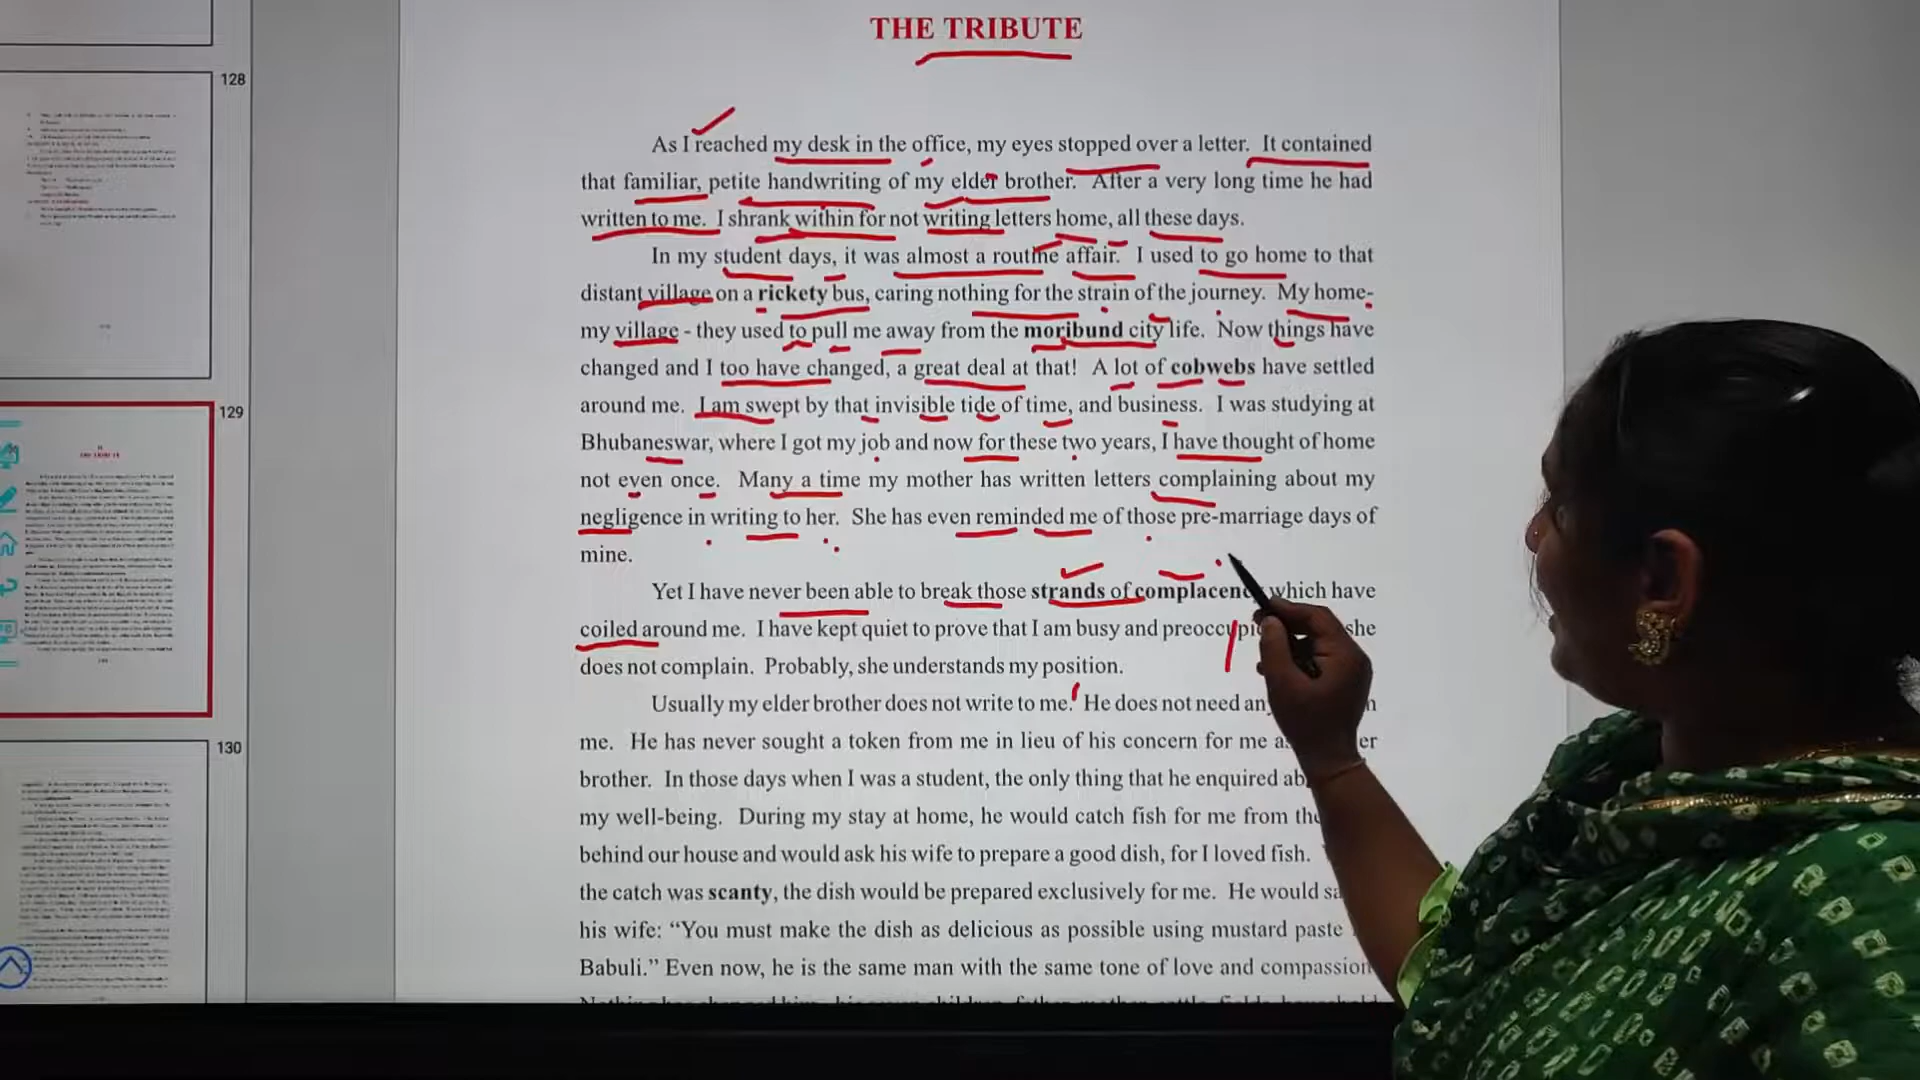 THE TRIBUTE
As I reached my desk in the office, my eyes stopped over a letter. It contained
that familiar, petite handwriting of my elder brother. After a very long time he had
written to me. I shrank within for not writing letters home, all these days.
In my student days, it was almost a routine affair. I used to go home to that
distant village on a rickety bus, caring nothing for the strain of the journey. My home-
my village - they used to pull me away from the moribund city life. Now things have
changed and I too have changed, a great deal at that! A lot of cobwebs have settled
around me. I am swept by that invisible tide of time, and business. I was studying at
Bhubaneswar, where I got my job and now for these two years, I have thought of home
not even once. Many a time my mother has written letters complaining about my
negligence in writing to her. She has even reminded me of those pre-marriage days of
mine.
Yet I have never been able to break those strands of which have
coiled around me. I have kept quiet to prove that I am busy and she
does not complain. Probably, she understands my position.
Usually my elder brother does not write to me. He does not need
me. He has never sought a token from me in lieu of his concern for me
brother. In those days when I was a student, the only thing that he enquired
my well-being. During my stay at home, he would catch fish for me from
behind our house and would ask his wife to prepare a good dish, for I loved fish.
the catch was scanty, the dish would be prepared exclusively for me. He would
his wife: “You must make the dish as delicious as possible using mustard paste
Babuli.” Even now, he is the same man with the same tone of love and compassion
128
129
130